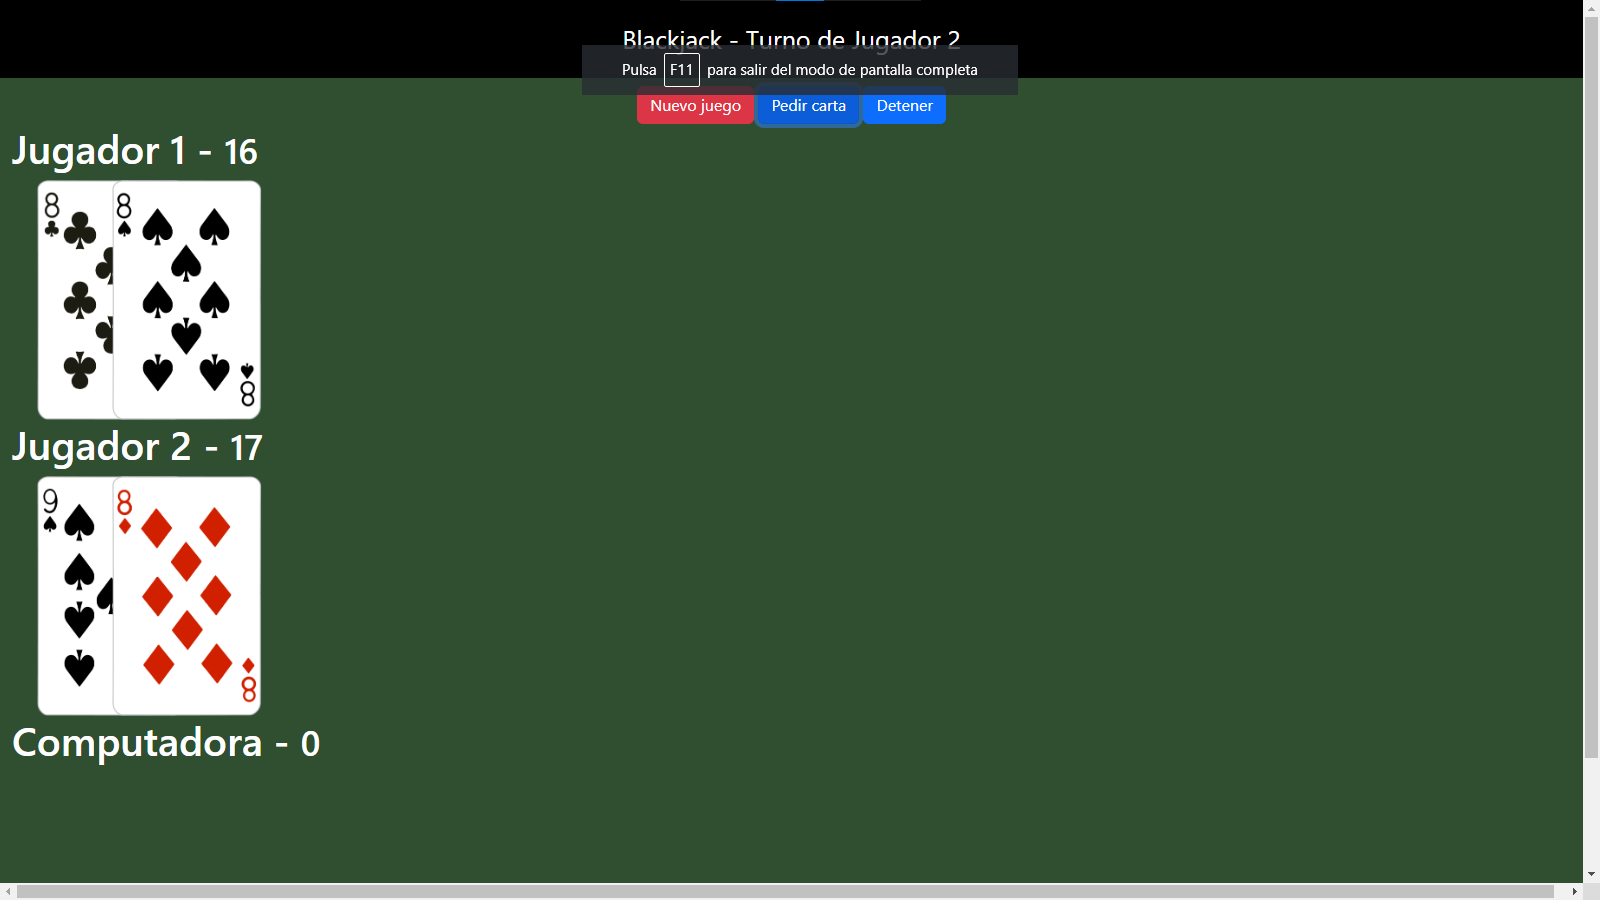 Blackjack - Turno de Jugador 2
Pulsa F11 para salir del modo de pantalla completa
Nuevo juego Pedir carta Detener
Jugador 1 - 16
8 8
8
Jugador 2 - 17
9 8
8
Computadora - 0